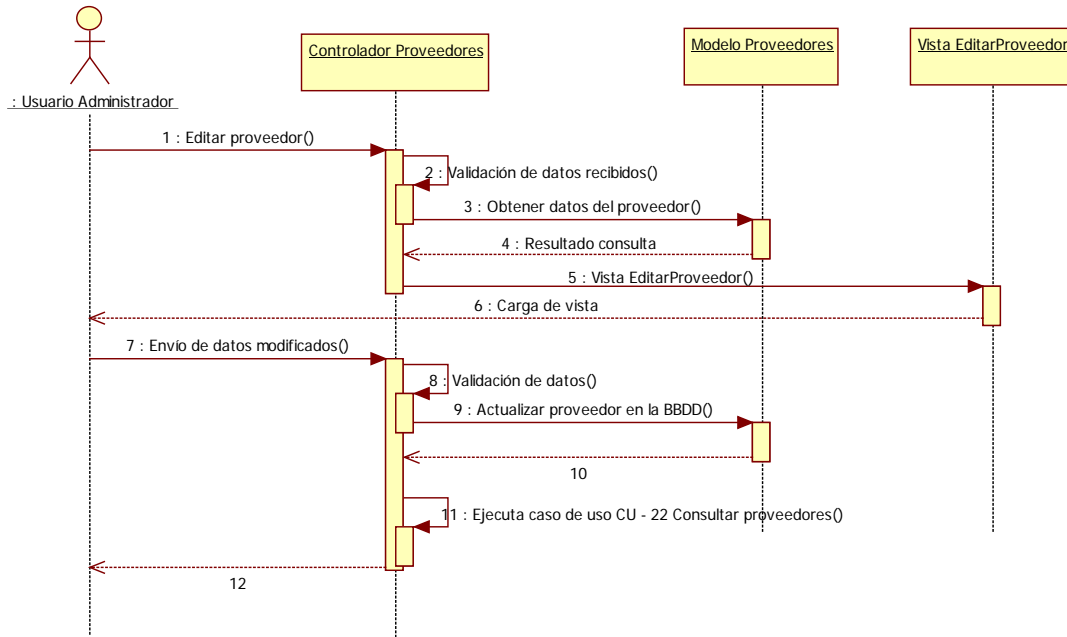 Controlador Proveedores
Modelo Proveedores
Vista EditarProveedor
: Usuario Administrador
1 : Editar proveedor()
2 : Validación de datos recibidos()
3 : Obtener datos del proveedor()
4 : Resultado consulta
5 : Vista EditarProveedor()
6 : Carga de vista
7 : Envío de datos modificados()
8 : Validación de datos()
9 : Actualizar proveedor en la BBDD()
10
11 : Ejecuta caso de uso CU - 22 Consultar proveedores()
12